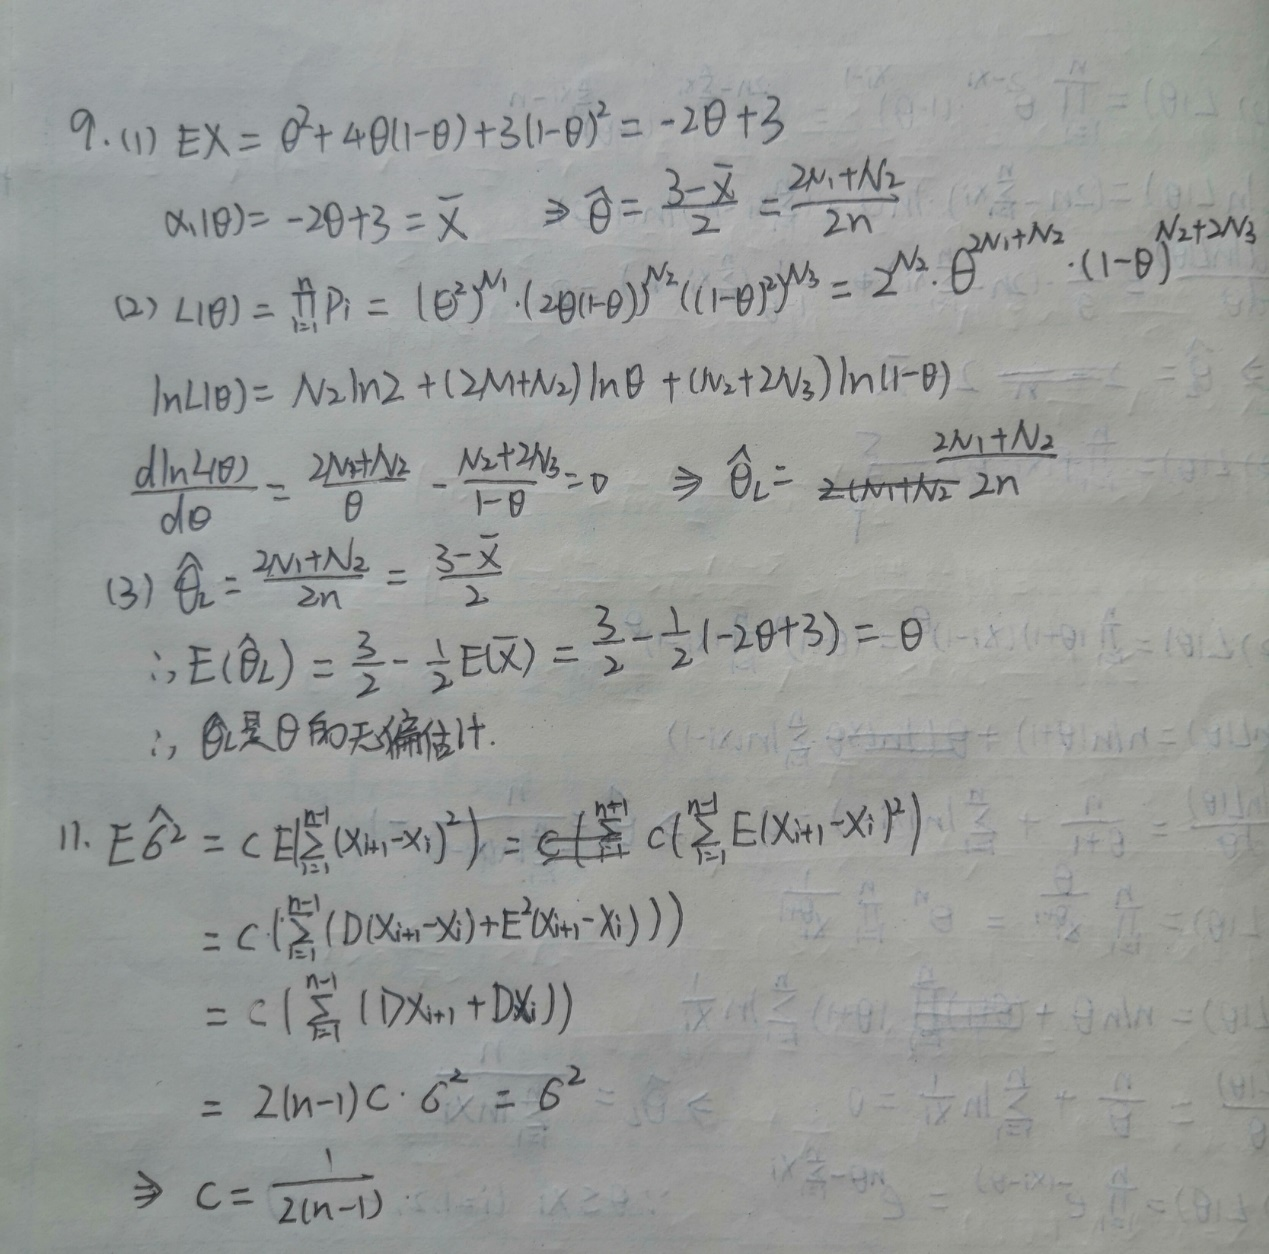 9.(1) EX = θ²+4θ(1-θ)+3(1-θ)² = -2θ+3
α₁(θ) = -2θ+3 = X̄ ⇒ θ̂ = (3-X̄)/2 = (2N₁+N₂)/2n
(2) L(θ) = ∏ᵢ₌₁ⁿ Pᵢ = (θ²)^N₁·(2θ(1-θ))^N₂((1-θ)²)^N₃ = 2^N₂·θ^(2N₁+N₂)·(1-θ)^(N₂+2N₃)
lnL(θ) = N₂ln2+(2N₁+N₂)lnθ+(N₂+2N₃)ln(1-θ)
dlnL(θ)/dθ = (2N₁+N₂)/θ - (N₂+2N₃)/(1-θ) = 0 ⇒ θ̂_L = (2N₁+N₂)/2n
(3) θ̂_L = (2N₁+N₂)/2n = (3-X̄)/2
∴ E(θ̂_L) = 3/2 - 1/2 E(X̄) = 3/2 - 1/2(-2θ+3) = θ
∴ θ̂_L是θ的无偏估计.
11. Eσ̂² = cE(∑ᵢ₌₁ⁿ⁻¹(Xᵢ₊₁-Xᵢ)²) = c(∑ᵢ₌₁ⁿ⁻¹E(Xᵢ₊₁-Xᵢ)²)
= c·(∑ᵢ₌₁ⁿ⁻¹(D(Xᵢ₊₁-Xᵢ)+E²(Xᵢ₊₁-Xᵢ)))
= c(∑ᵢ₌₁ⁿ⁻¹(DXᵢ₊₁+DXᵢ))
= 2(n-1)c·σ² = σ²
⇒ c = 1/(2(n-1)).